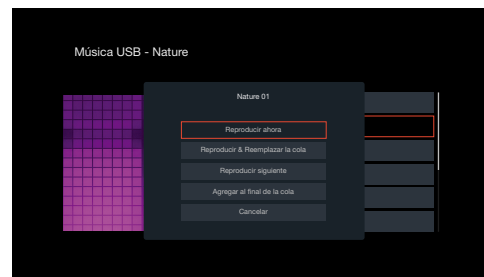 Música USB - Nature
Nature 01
Reproducir ahora
Reproducir & Reemplazar la cola
Reproducir siguiente
Agregar al final de la cola
Cancelar